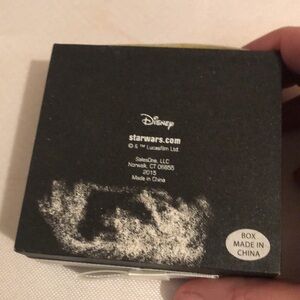 Disney
starwars.com
© & ™ Lucasfilm Ltd.
SalesOne, LLC
Norwalk, CT 06855
2015
Made in China
BOX
MADE IN
CHINA